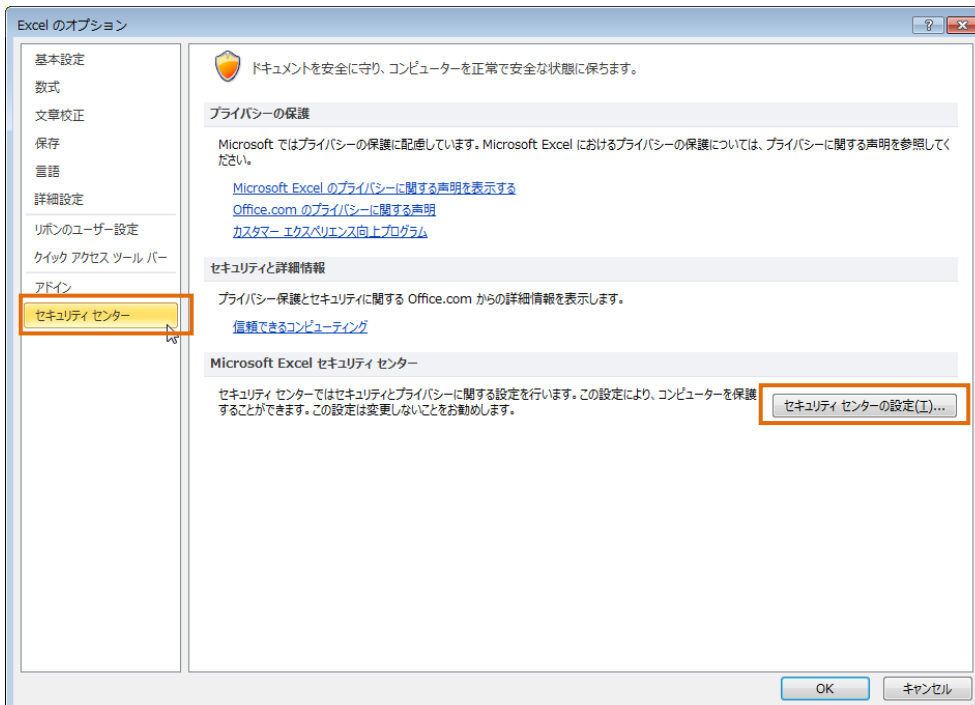 Excel のオプション
基本設定
数式
文章校正
保存
言語
詳細設定
リボンのユーザー設定
クイック アクセス ツール バー
アドイン
セキュリティ センター
ドキュメントを安全に守り、コンピューターを正常で安全な状態に保ちます。
プライバシーの保護
Microsoft ではプライバシーの保護に配慮しています。Microsoft Excel におけるプライバシーの保護については、プライバシーに関する声明を参照してく
ださい。
Microsoft Excel のプライバシーに関する声明を表示する
Office.com のプライバシーに関する声明
カスタマー エクスペリエンス向上プログラム
セキュリティと詳細情報
プライバシー保護とセキュリティに関する Office.com からの詳細情報を表示します。
信頼できるコンピューティング
Microsoft Excel セキュリティ センター
セキュリティ センターではセキュリティとプライバシーに関する設定を行います。この設定により、コンピューターを保護
することができます。この設定は変更しないことをお勧めします。
セキュリティ センターの設定(T)...
OK
キャンセル